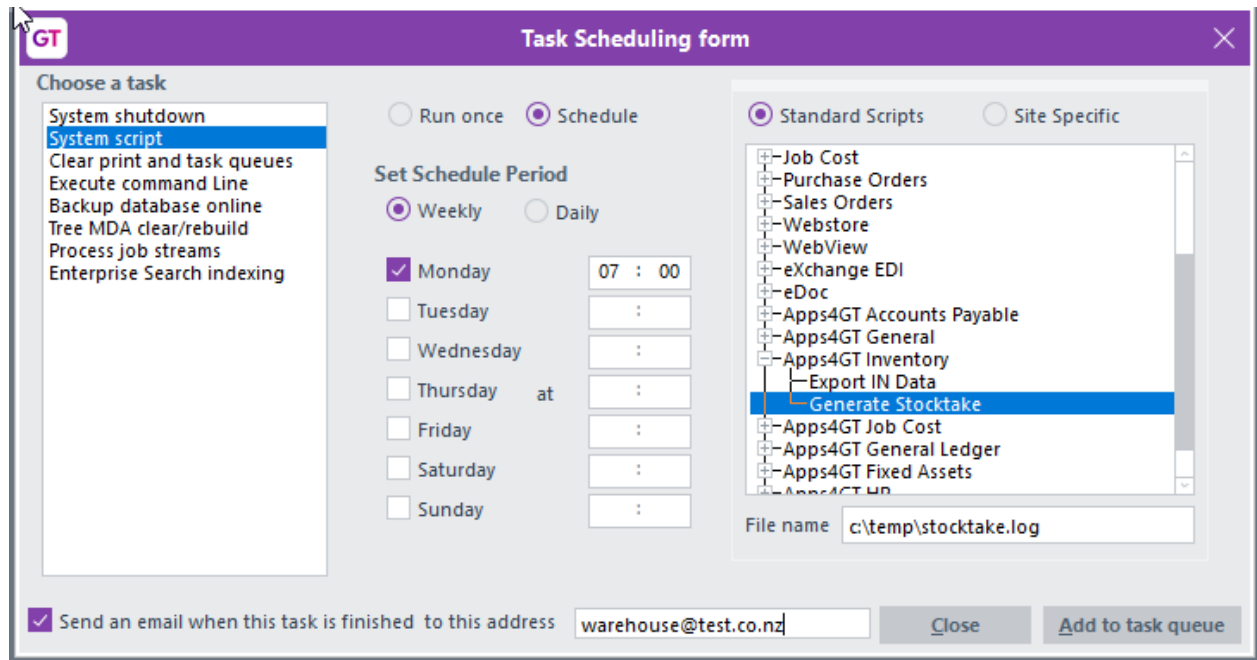 GT
Task Scheduling form
Choose a task
System shutdown
System script
Clear print and task queues
Execute command Line
Backup database online
Tree MDA clear/rebuild
Process job streams
Enterprise Search indexing
Run once
Schedule
Set Schedule Period
Weekly
Daily
Monday 07 : 00
Tuesday :
Wednesday :
Thursday at :
Friday :
Saturday :
Sunday :
Standard Scripts
Site Specific
Job Cost
Purchase Orders
Sales Orders
Webstore
WebView
eXchange EDI
eDoc
Apps4GT Accounts Payable
Apps4GT General
Apps4GT Inventory
Export IN Data
Generate Stocktake
Apps4GT Job Cost
Apps4GT General Ledger
Apps4GT Fixed Assets
Apps4GT HR
File name c:\temp\stocktake.log
Send an email when this task is finished to this address warehouse@test.co.nz
Close
Add to task queue